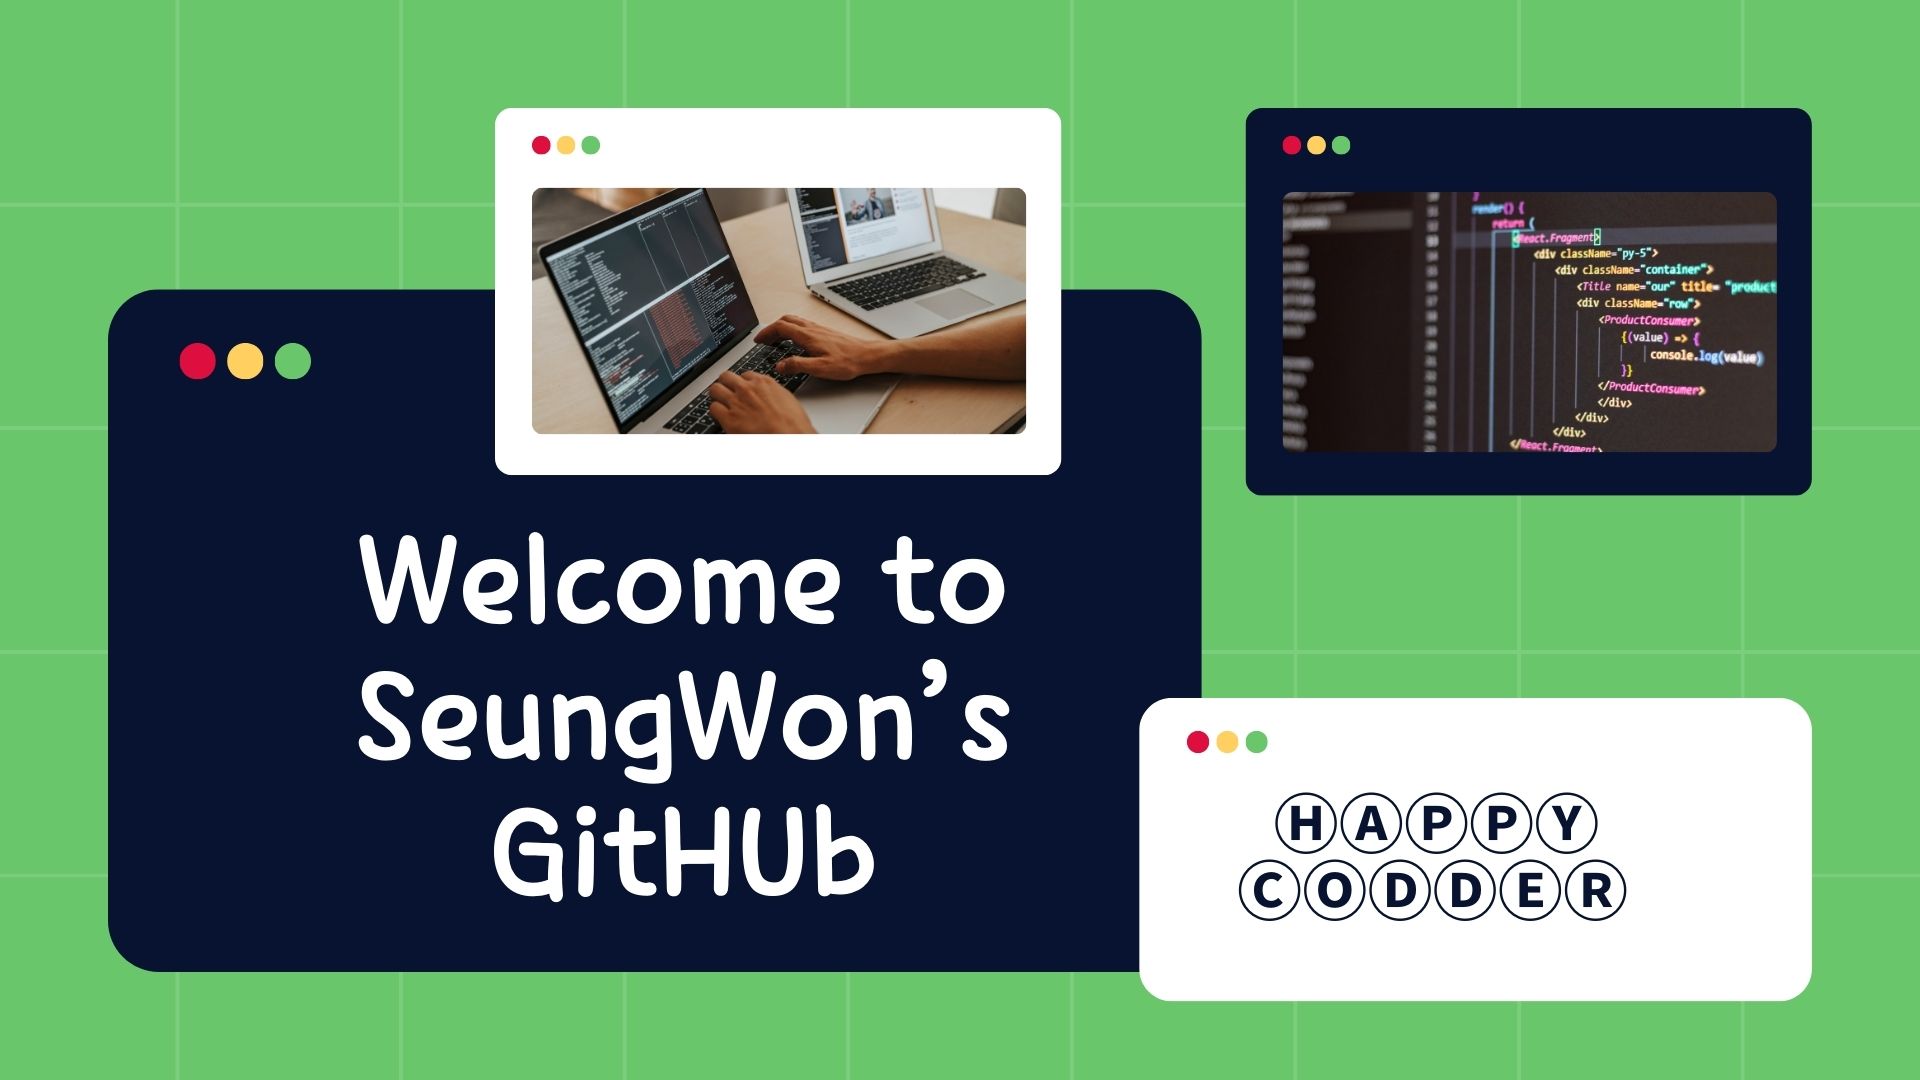 render() {
return (
<React.Fragment>
<div className="py-5">
<div className="container">
<Title name="our" title= "product
<div className="row">
<ProductConsumer>
{(value) => {
console.log(value)
}}
</ProductConsumer>
</div>
</div>
</div>
</React.Fragment>
Welcome to
SeungWon’s
GitHUb
HAPPY
CODDER